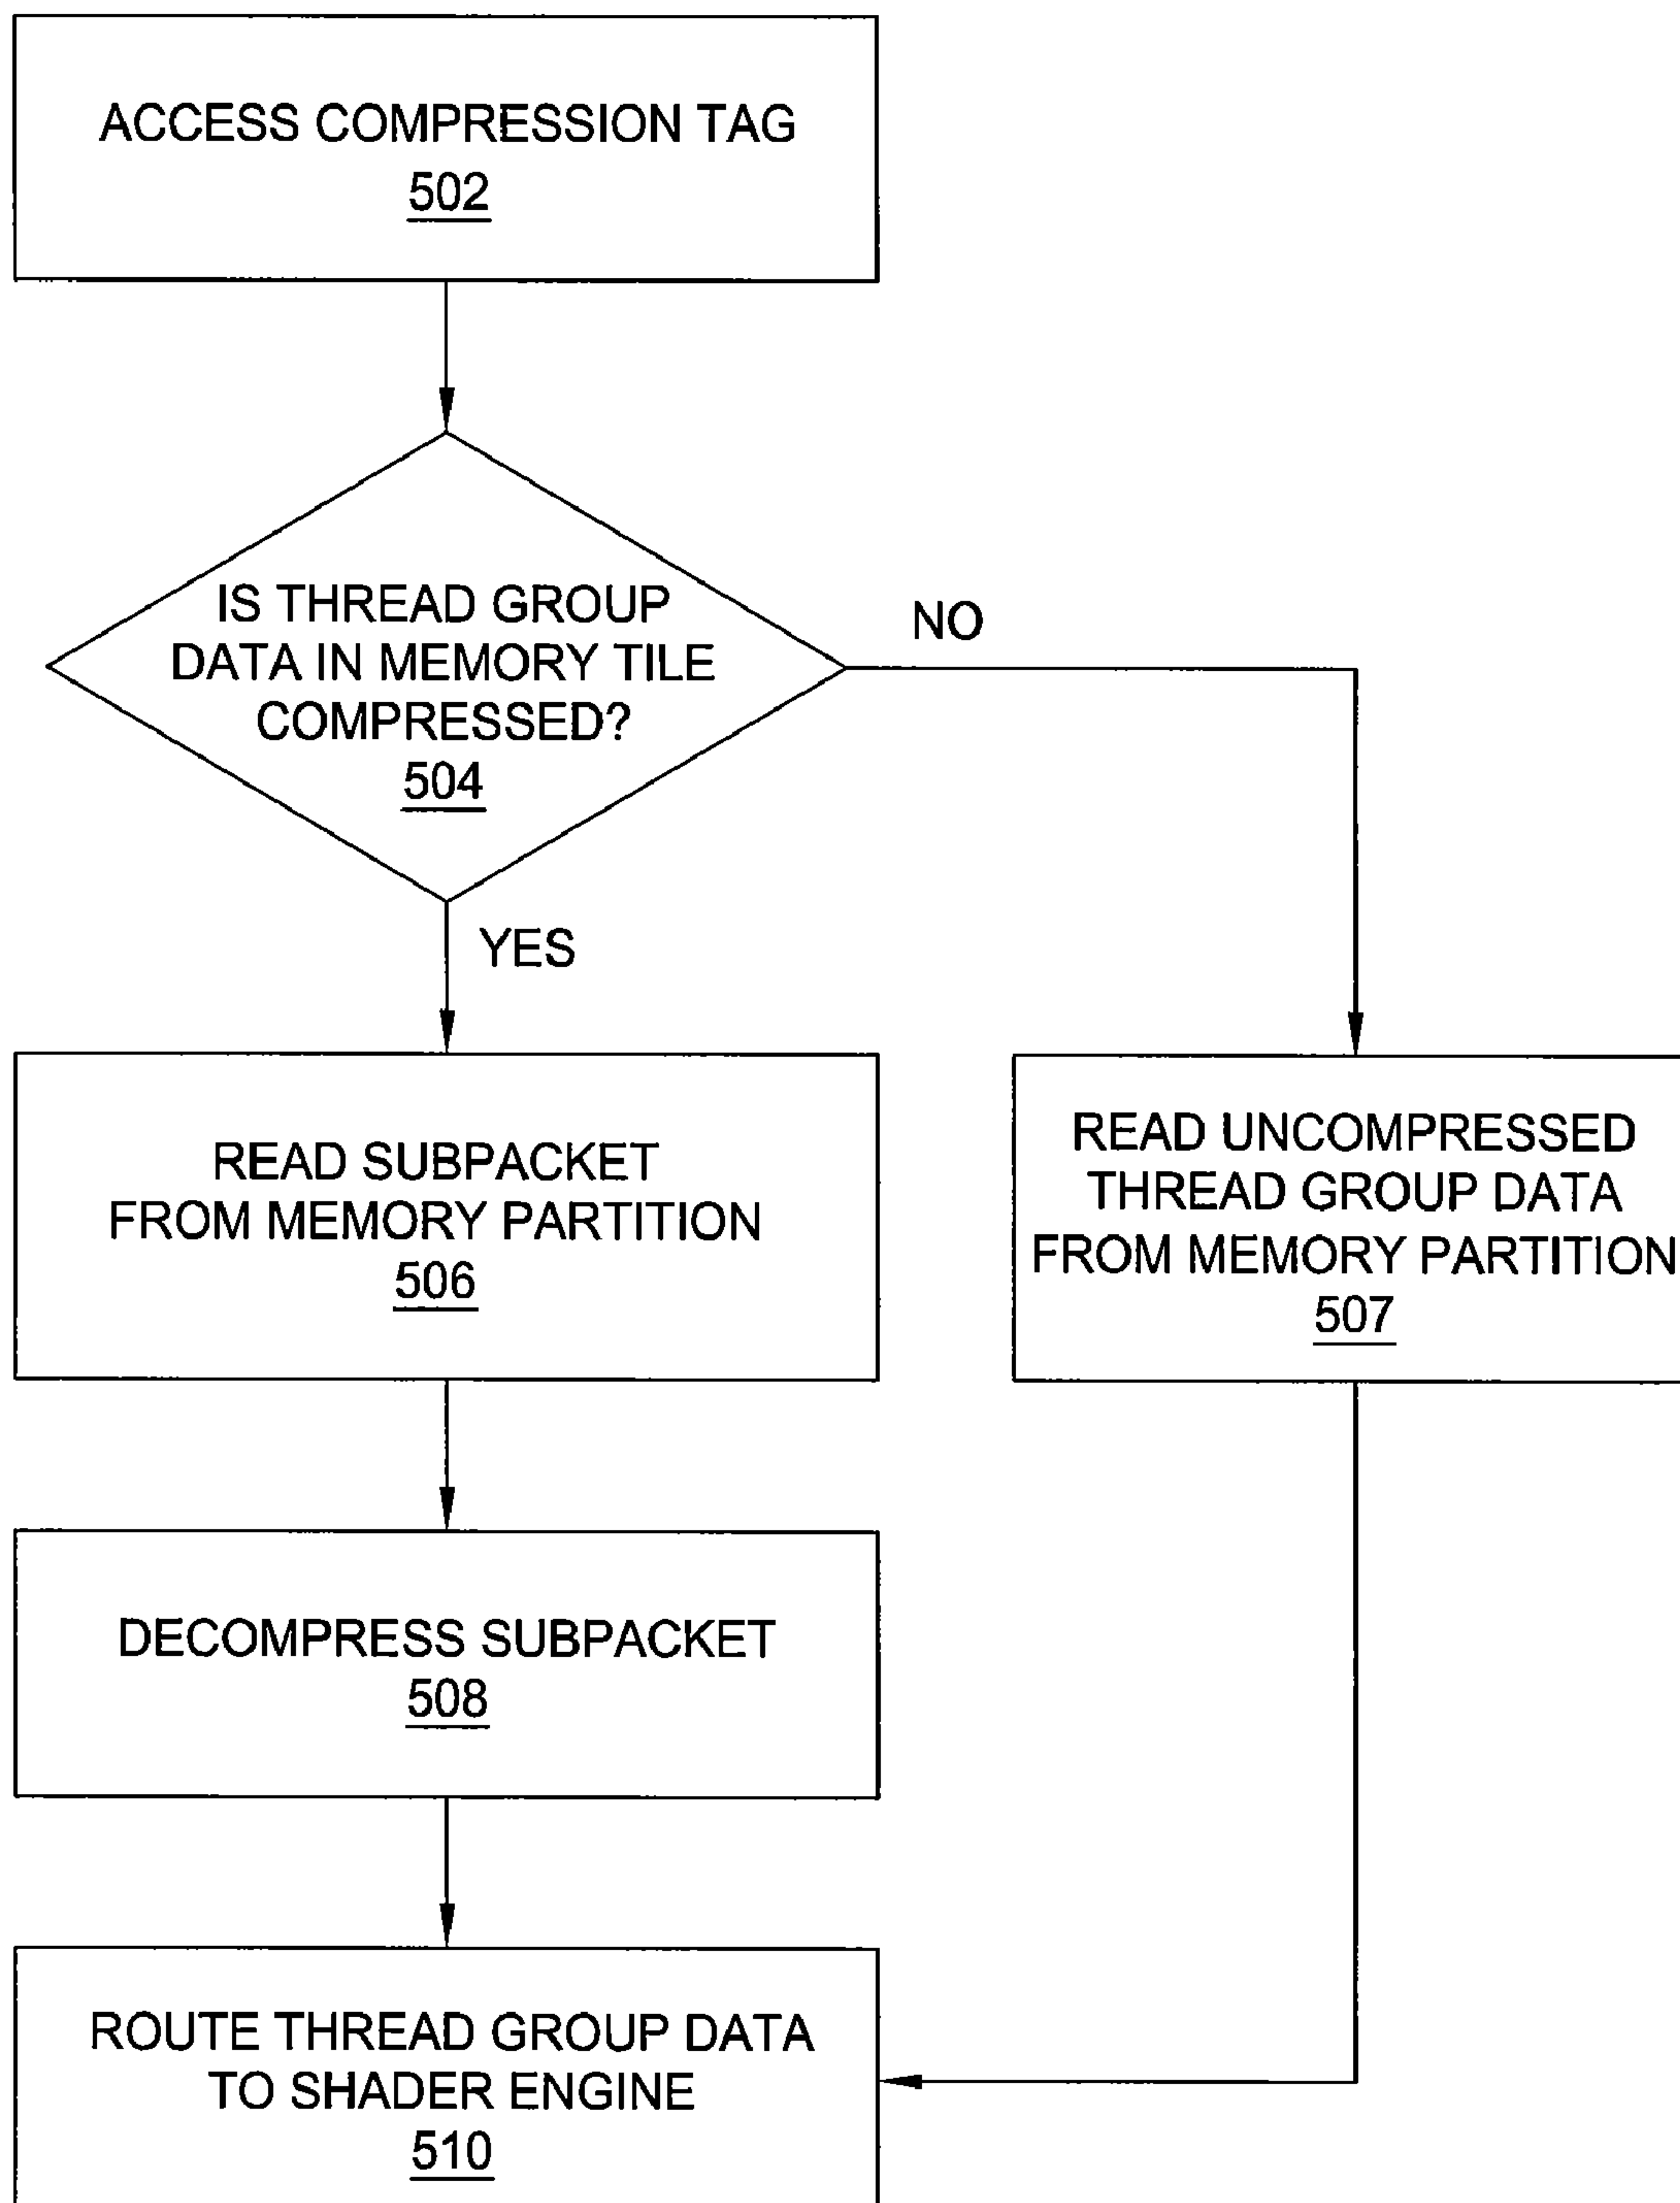 ACCESS COMPRESSION TAG
502
IS THREAD GROUP
DATA IN MEMORY TILE
COMPRESSED?
504
NO
YES
READ SUBPACKET
FROM MEMORY PARTITION
506
READ UNCOMPRESSED
THREAD GROUP DATA
FROM MEMORY PARTITION
507
DECOMPRESS SUBPACKET
508
ROUTE THREAD GROUP DATA
TO SHADER ENGINE
510